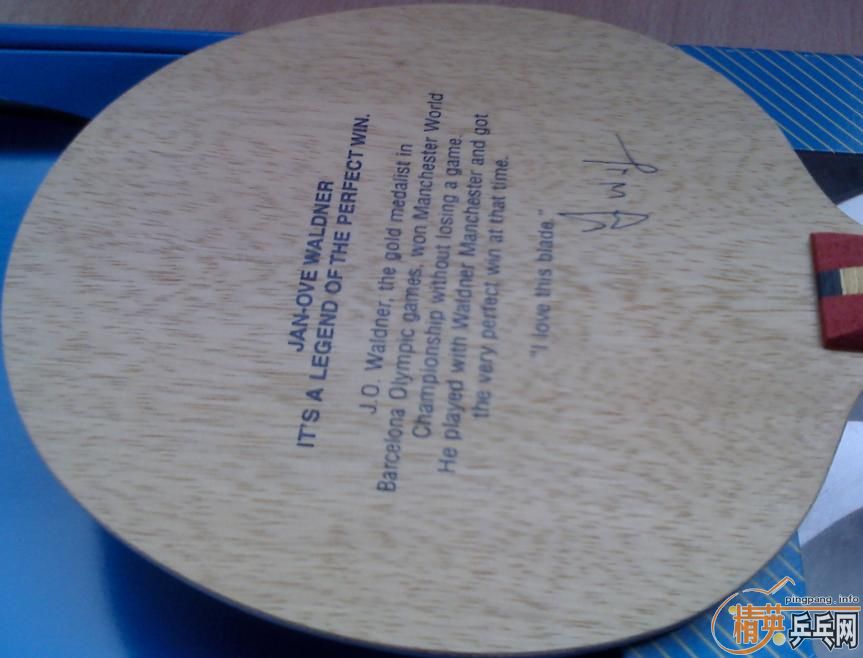 JAN-OVE WALDNER
IT'S A LEGEND OF THE PERFECT WIN.
J.O. Waldner, the gold medalist in
Barcelona Olympic games, won Manchester World
Championship without losing a game.
He played with Waldner Manchester and got
the very perfect win at that time.
"I love this blade."
pingpang.info
精英乒乓网